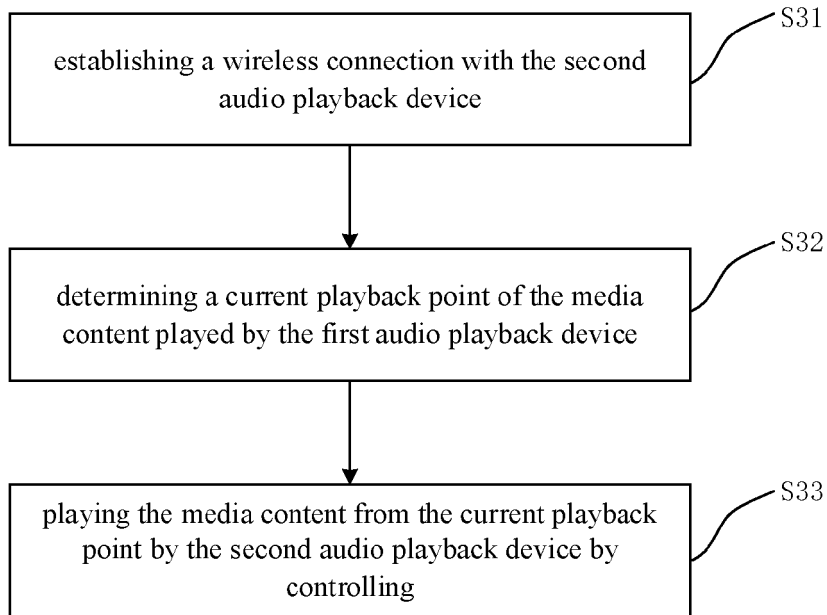 S31
establishing a wireless connection with the second
audio playback device
S32
determining a current playback point of the media
content played by the first audio playback device
S33
playing the media content from the current playback
point by the second audio playback device by
controlling